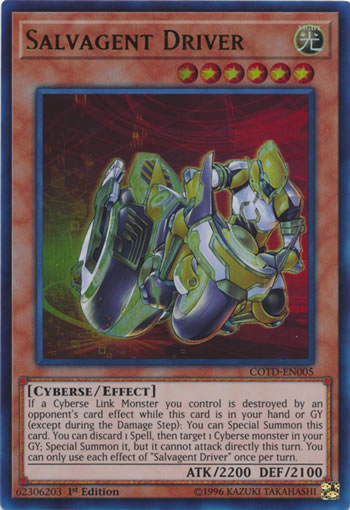 SALVAGENT DRIVER
光
COTD-EN005
[CYBERSE/EFFECT]
If a Cyberse Link Monster you control is destroyed by an
opponent's card effect while this card is in your hand or GY
(except during the Damage Step): You can Special Summon this
card. You can discard 1 Spell, then target 1 Cyberse monster in your
GY; Special Summon it, but it cannot attack directly this turn. You
can only use each effect of "Salvagent Driver" once per turn.
ATK/2200 DEF/2100
62306203 1st Edition ©1996 KAZUKI TAKAHASHI